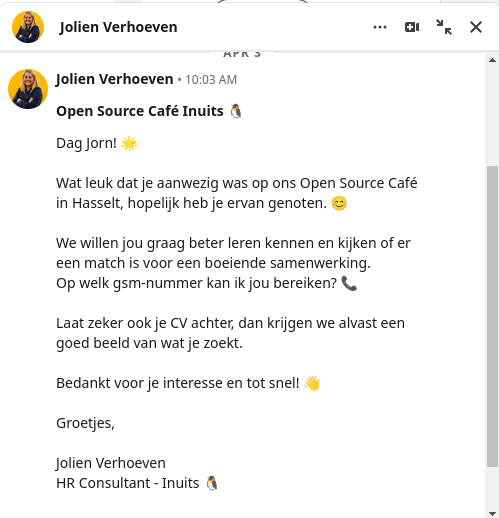 Jolien Verhoeven
APR 3
Jolien Verhoeven • 10:03 AM
Open Source Café Inuits 🐧
Dag Jorn! 🌟
Wat leuk dat je aanwezig was op ons Open Source Café
in Hasselt, hopelijk heb je ervan genoten. 😊
We willen jou graag beter leren kennen en kijken of er
een match is voor een boeiende samenwerking.
Op welk gsm-nummer kan ik jou bereiken? 📞
Laat zeker ook je CV achter, dan krijgen we alvast een
goed beeld van wat je zoekt.
Bedankt voor je interesse en tot snel! 👋
Groetjes,
Jolien Verhoeven
HR Consultant - Inuits 🐧